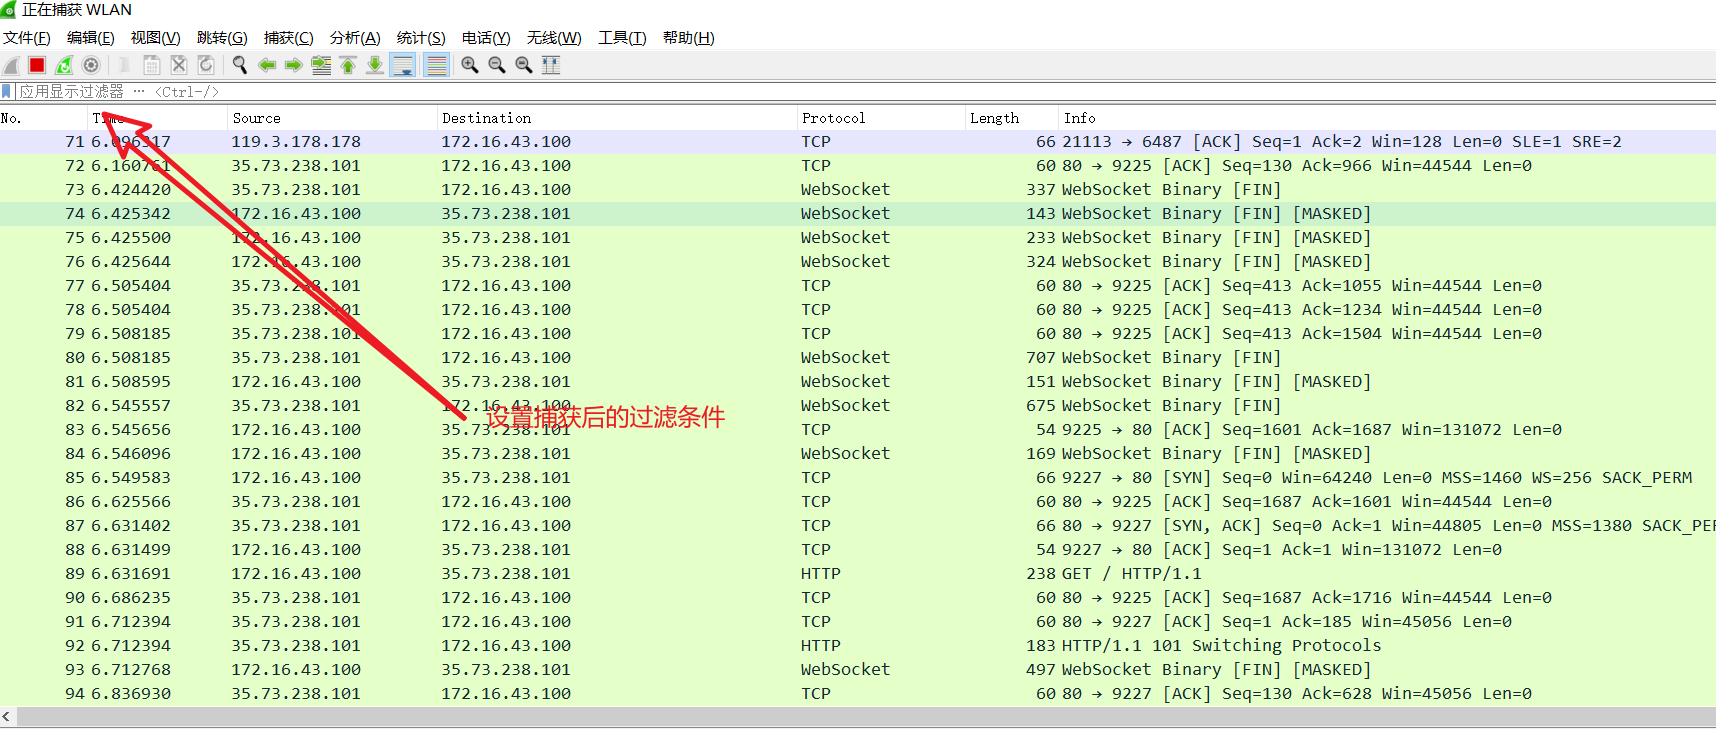 正在捕获 WLAN
文件(F) 编辑(E) 视图(V) 跳转(G) 捕获(C) 分析(A) 统计(S) 电话(Y) 无线(W) 工具(T) 帮助(H)
应用显示过滤器 … <Ctrl-/>
No. Time Source Destination Protocol Length Info
71 6.096317 119.3.178.178 172.16.43.100 TCP 66 21113 → 6487 [ACK] Seq=1 Ack=2 Win=128 Len=0 SLE=1 SRE=2
72 6.160761 35.73.238.101 172.16.43.100 TCP 60 80 → 9225 [ACK] Seq=130 Ack=966 Win=44544 Len=0
73 6.424420 35.73.238.101 172.16.43.100 WebSocket 337 WebSocket Binary [FIN]
74 6.425342 172.16.43.100 35.73.238.101 WebSocket 143 WebSocket Binary [FIN] [MASKED]
75 6.425500 172.16.43.100 35.73.238.101 WebSocket 233 WebSocket Binary [FIN] [MASKED]
76 6.425644 172.16.43.100 35.73.238.101 WebSocket 324 WebSocket Binary [FIN] [MASKED]
77 6.505404 35.73.238.101 172.16.43.100 TCP 60 80 → 9225 [ACK] Seq=413 Ack=1055 Win=44544 Len=0
78 6.505404 35.73.238.101 172.16.43.100 TCP 60 80 → 9225 [ACK] Seq=413 Ack=1234 Win=44544 Len=0
79 6.508185 35.73.238.101 172.16.43.100 TCP 60 80 → 9225 [ACK] Seq=413 Ack=1504 Win=44544 Len=0
80 6.508185 35.73.238.101 172.16.43.100 WebSocket 707 WebSocket Binary [FIN]
81 6.508595 172.16.43.100 35.73.238.101 WebSocket 151 WebSocket Binary [FIN] [MASKED]
82 6.545557 35.73.238.101 172.16.43.100 WebSocket 675 WebSocket Binary [FIN]
设置捕获后的过滤条件
83 6.545656 172.16.43.100 35.73.238.101 TCP 54 9225 → 80 [ACK] Seq=1601 Ack=1687 Win=131072 Len=0
84 6.546096 172.16.43.100 35.73.238.101 WebSocket 169 WebSocket Binary [FIN] [MASKED]
85 6.549583 172.16.43.100 35.73.238.101 TCP 66 9227 → 80 [SYN] Seq=0 Win=64240 Len=0 MSS=1460 WS=256 SACK_PERM
86 6.625566 35.73.238.101 172.16.43.100 TCP 60 80 → 9225 [ACK] Seq=1687 Ack=1601 Win=44544 Len=0
87 6.631402 35.73.238.101 172.16.43.100 TCP 66 80 → 9227 [SYN, ACK] Seq=0 Ack=1 Win=44805 Len=0 MSS=1380 SACK_PER
88 6.631499 172.16.43.100 35.73.238.101 TCP 54 9227 → 80 [ACK] Seq=1 Ack=1 Win=131072 Len=0
89 6.631691 172.16.43.100 35.73.238.101 HTTP 238 GET / HTTP/1.1
90 6.686235 35.73.238.101 172.16.43.100 TCP 60 80 → 9225 [ACK] Seq=1687 Ack=1716 Win=44544 Len=0
91 6.712394 35.73.238.101 172.16.43.100 TCP 60 80 → 9227 [ACK] Seq=1 Ack=185 Win=45056 Len=0
92 6.712394 35.73.238.101 172.16.43.100 HTTP 183 HTTP/1.1 101 Switching Protocols
93 6.712768 172.16.43.100 35.73.238.101 WebSocket 497 WebSocket Binary [FIN] [MASKED]
94 6.836930 35.73.238.101 172.16.43.100 TCP 60 80 → 9227 [ACK] Seq=130 Ack=628 Win=45056 Len=0